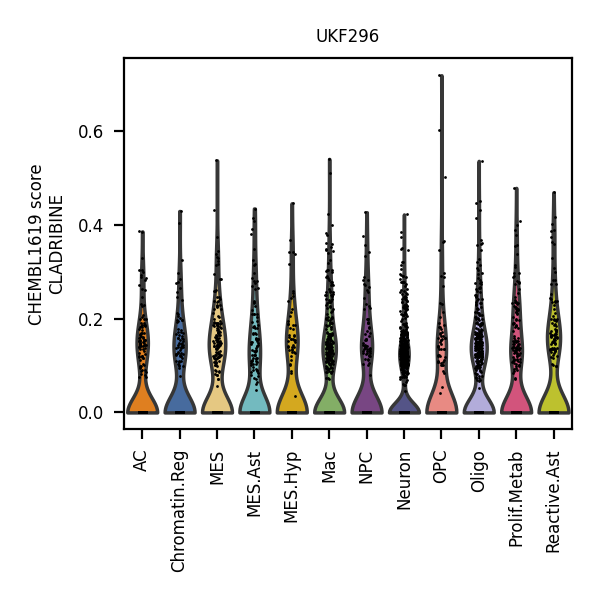 UKF296
CHEMBL1619 score
CLADRIBINE
0.6
0.4
0.2
0.0
AC
Chromatin.Reg
MES
MES.Ast
MES.Hyp
Mac
NPC
Neuron
OPC
Oligo
Prolif.Metab
Reactive.Ast